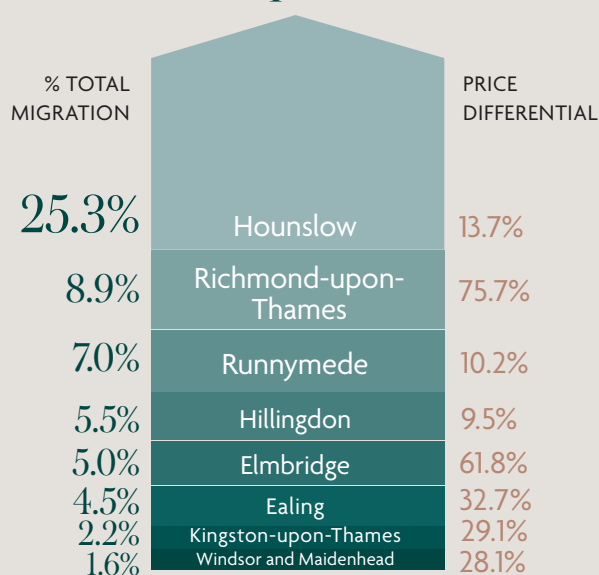 % TOTAL
MIGRATION
PRICE
DIFFERENTIAL
25.3% Hounslow 13.7%
8.9% Richmond-upon-
Thames 75.7%
7.0% Runnymede 10.2%
5.5% Hillingdon 9.5%
5.0% Elmbridge 61.8%
4.5% Ealing 32.7%
2.2% Kingston-upon-Thames 29.1%
1.6% Windsor and Maidenhead 28.1%